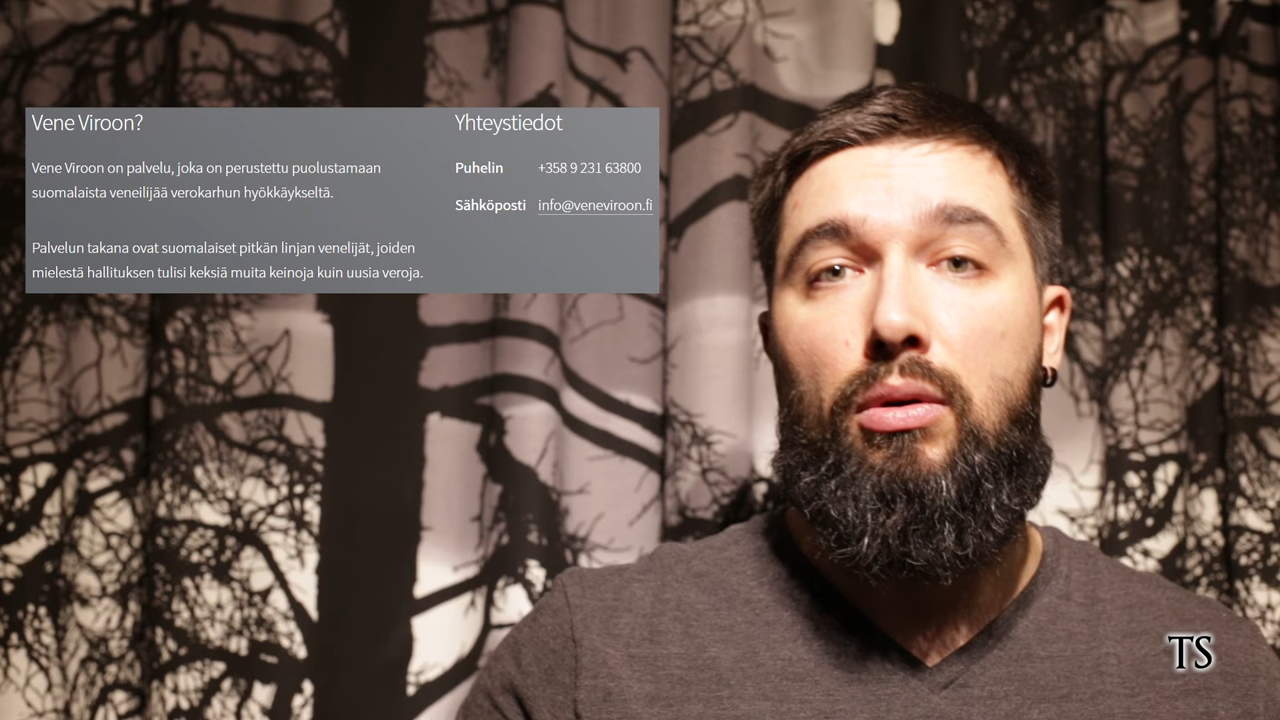 Vene Viroon?
Vene Viroon on palvelu, joka on perustettu puolustamaan
suomalaista veneilijää verokarhun hyökkäykseltä.
Palvelun takana ovat suomalaiset pitkän linjan venelijät, joiden
mielestä hallituksen tulisi keksiä muita keinoja kuin uusia veroja.
Yhteystiedot
Puhelin +358 9 231 63800
Sähköposti info@veneviroon.fi
TS